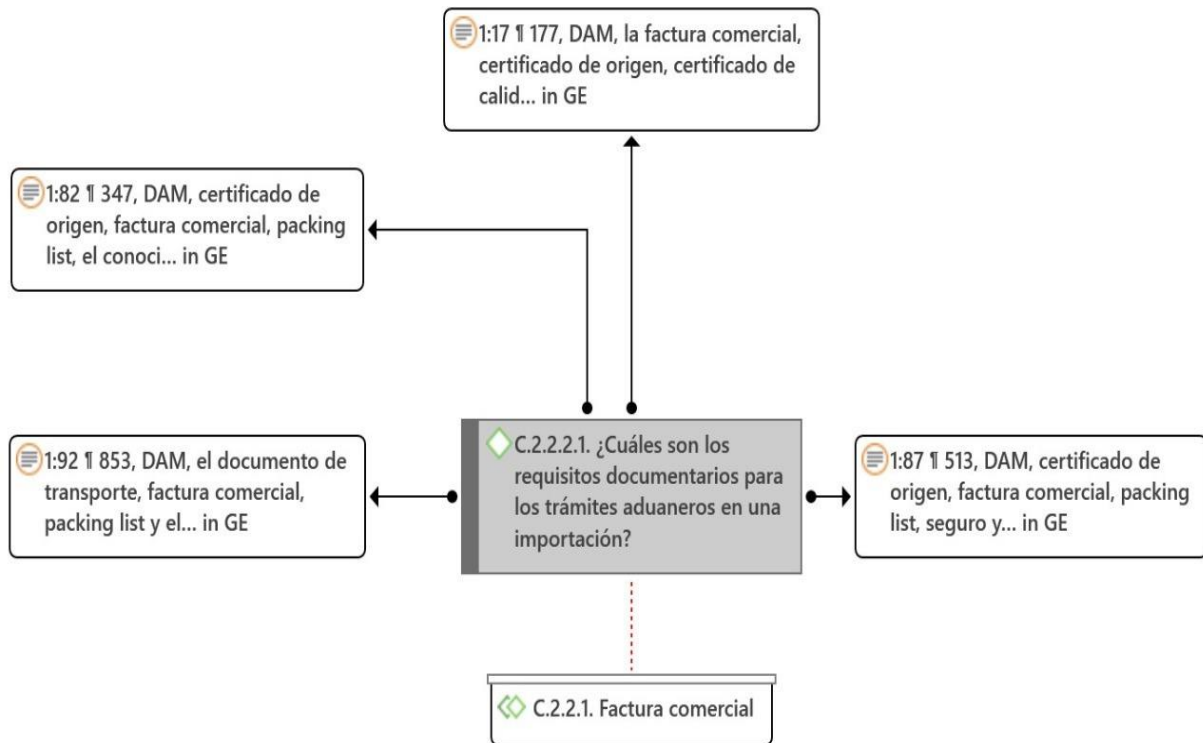 1:17 ¶ 177, DAM, la factura comercial,
certificado de origen, certificado de
calid... in GE
1:82 ¶ 347, DAM, certificado de
origen, factura comercial, packing
list, el conoci... in GE
1:92 ¶ 853, DAM, el documento de
transporte, factura comercial,
packing list y el... in GE
C.2.2.2.1. ¿Cuáles son los
requisitos documentarios para
los trámites aduaneros en una
importación?
1:87 ¶ 513, DAM, certificado de
origen, factura comercial, packing
list, seguro y... in GE
C.2.2.1. Factura comercial